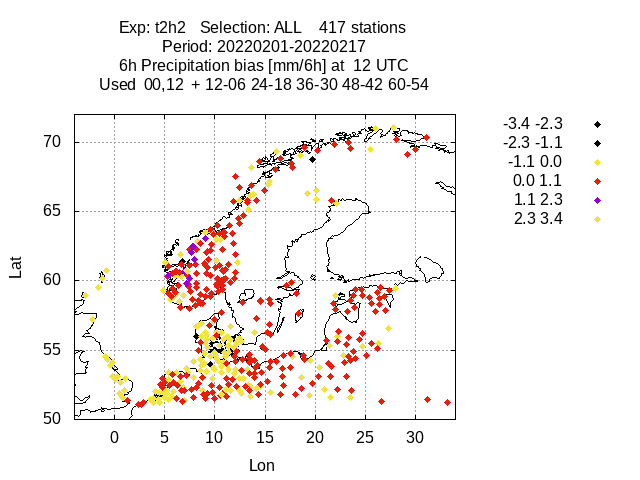 Exp: t2h2   Selection: ALL    417 stations
Period: 20220201-20220217
6h Precipitation bias [mm/6h] at  12 UTC
Used  00,12  + 12-06 24-18 36-30 48-42 60-54
-3.4 -2.3
-2.3 -1.1
-1.1 0.0
0.0 1.1
1.1 2.3
2.3 3.4
70
65
60
55
50
Lat
0 5 10 15 20 25 30
Lon